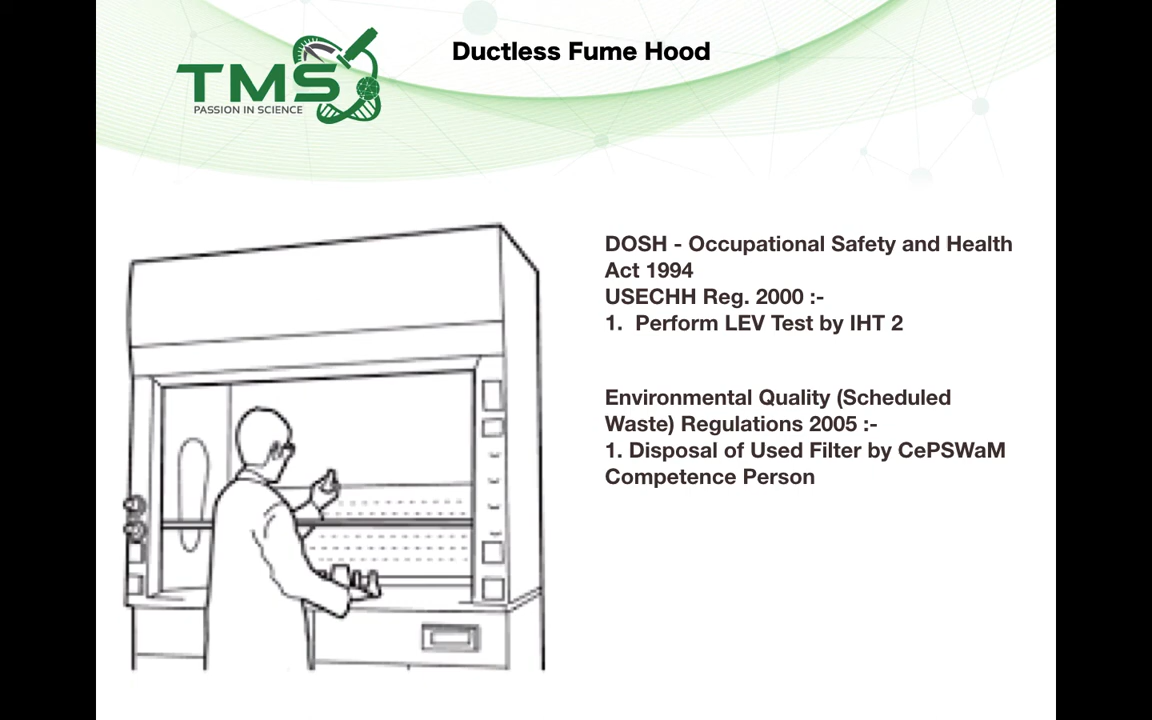 TMS
PASSION IN SCIENCE
Ductless Fume Hood
DOSH - Occupational Safety and Health
Act 1994
USECHH Reg. 2000 :-
1. Perform LEV Test by IHT 2
Environmental Quality (Scheduled
Waste) Regulations 2005 :-
1. Disposal of Used Filter by CePSWaM
Competence Person